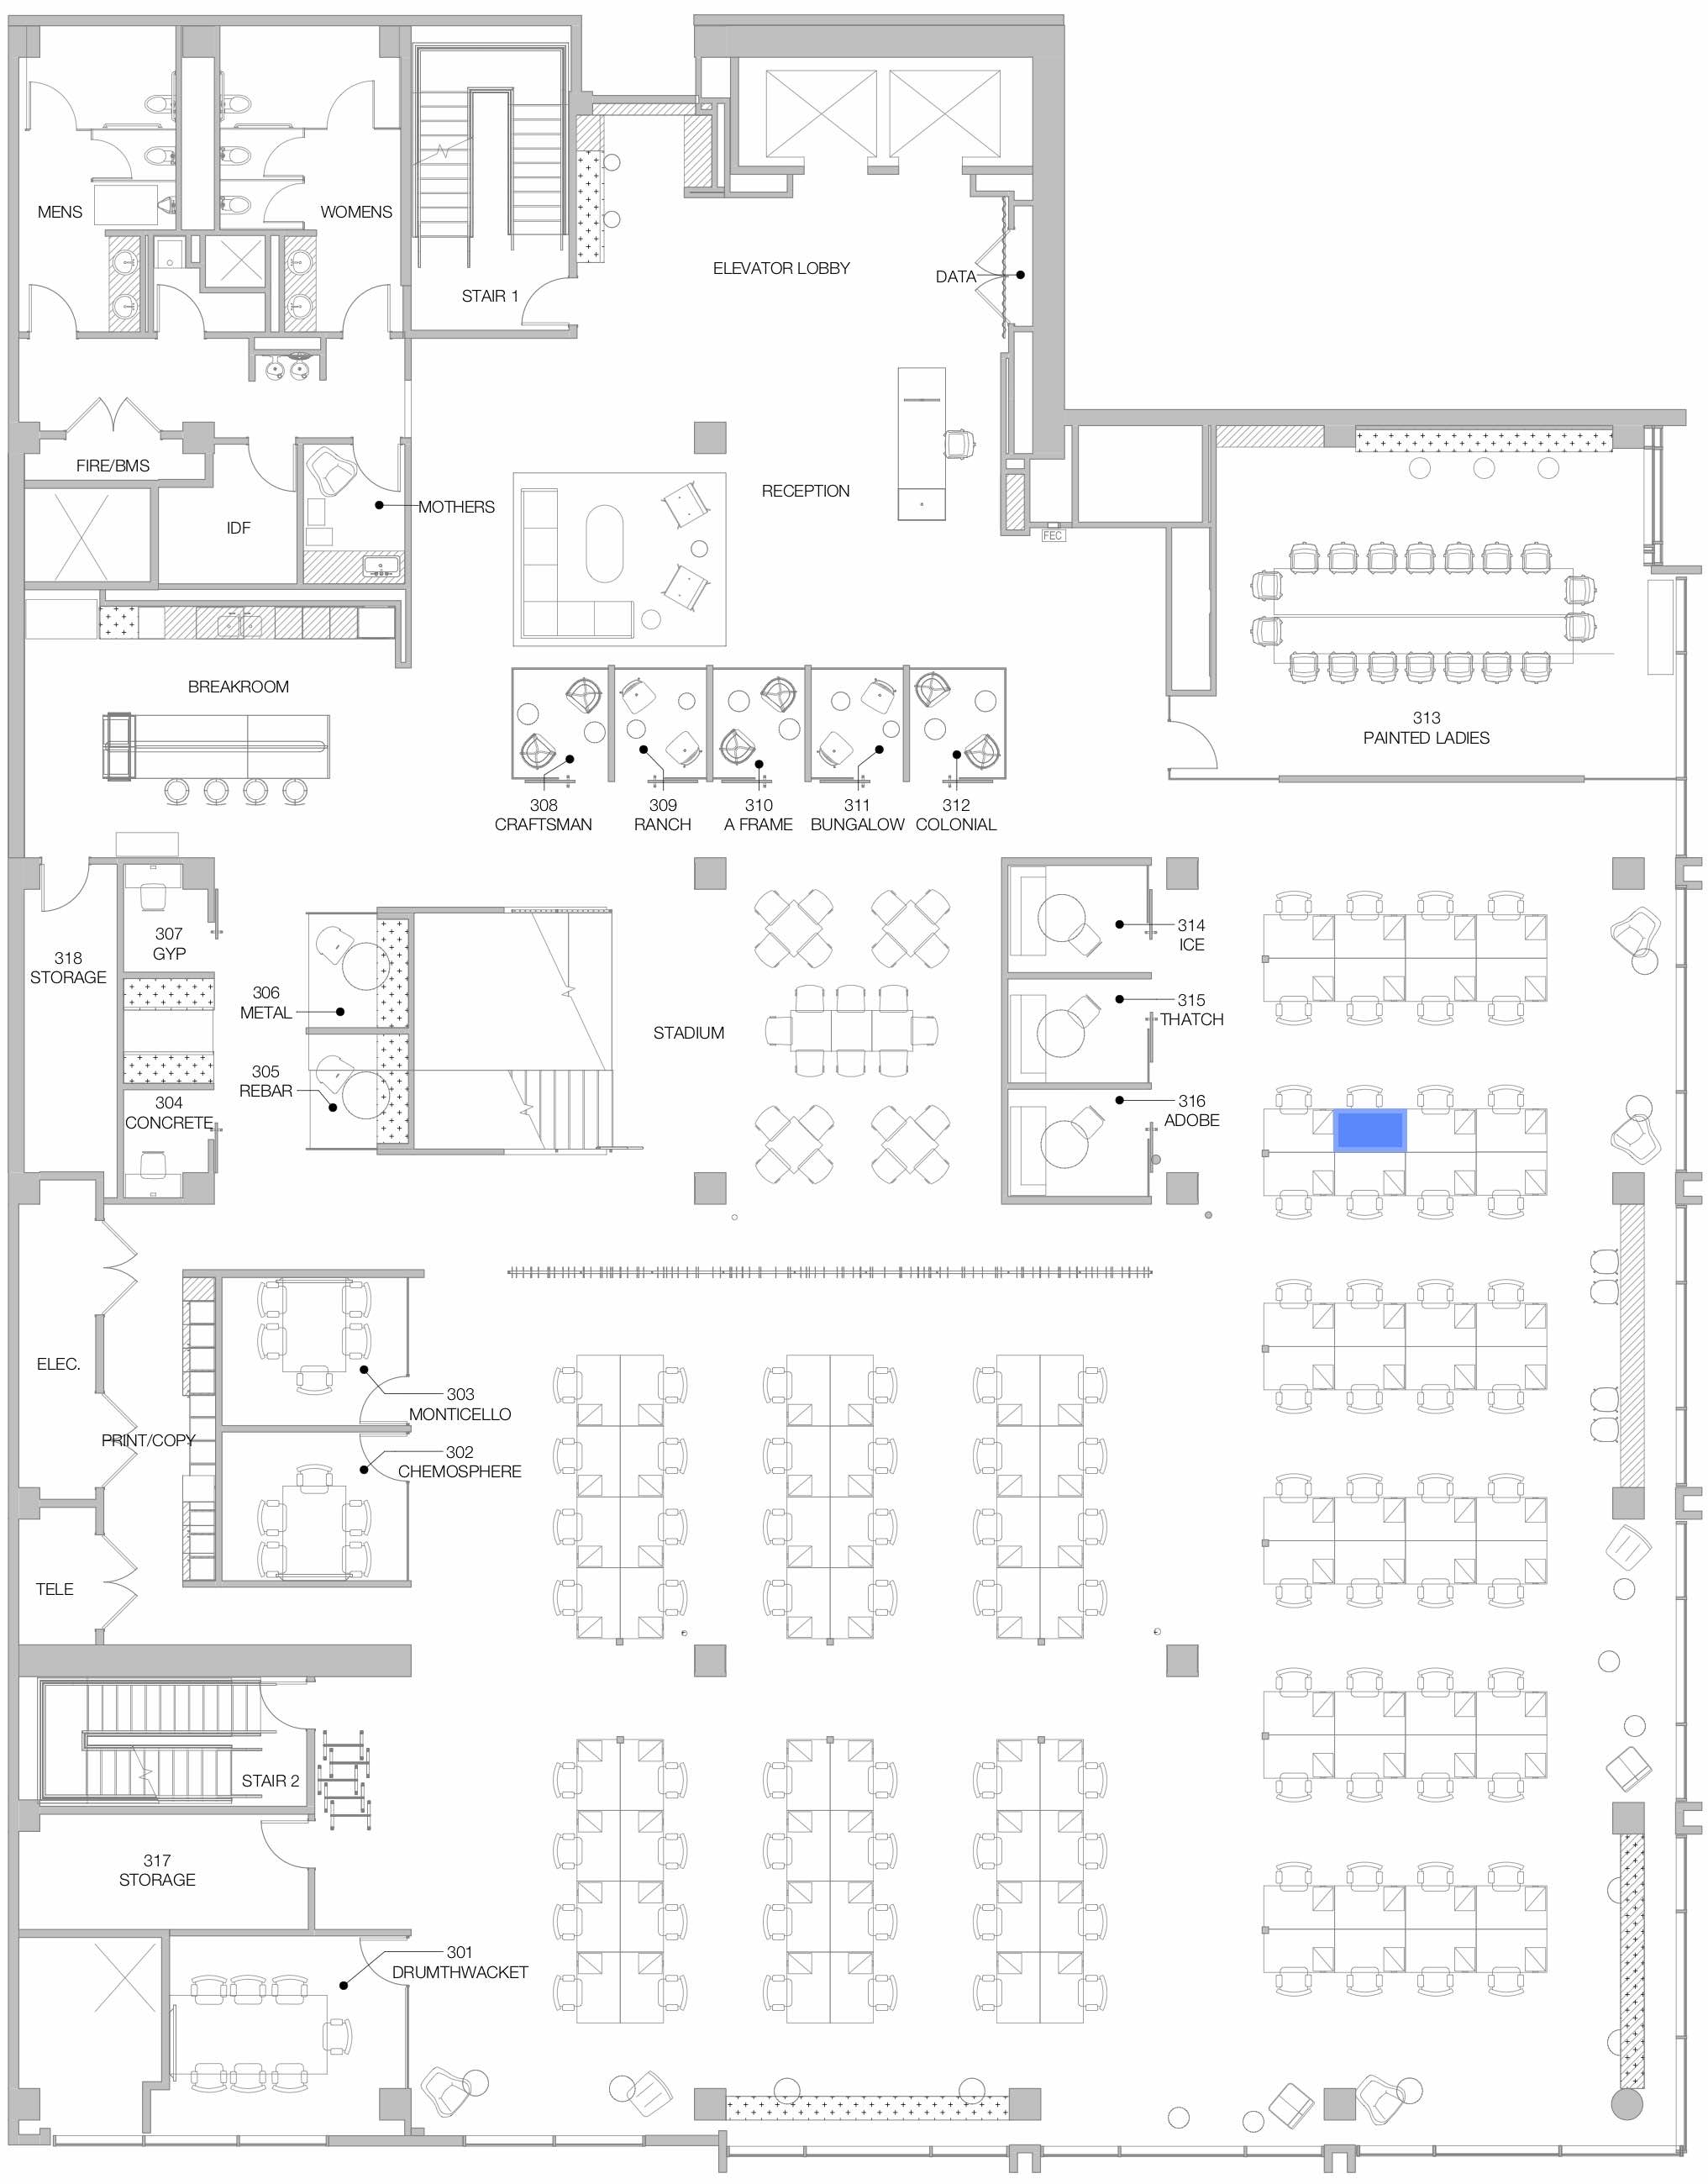 MENS
WOMENS
STAIR 1
ELEVATOR LOBBY
DATA
FIRE/BMS
IDF
MOTHERS
RECEPTION
FEC
BREAKROOM
313
PAINTED LADIES
308
CRAFTSMAN
309
RANCH
310
A FRAME
311
BUNGALOW
312
COLONIAL
307
GYP
318
STORAGE
306
METAL
305
REBAR
304
CONCRETE
STADIUM
314
ICE
315
THATCH
316
ADOBE
ELEC.
303
MONTICELLO
PRINT/COPY
302
CHEMOSPHERE
TELE
STAIR 2
317
STORAGE
301
DRUMTHWACKET